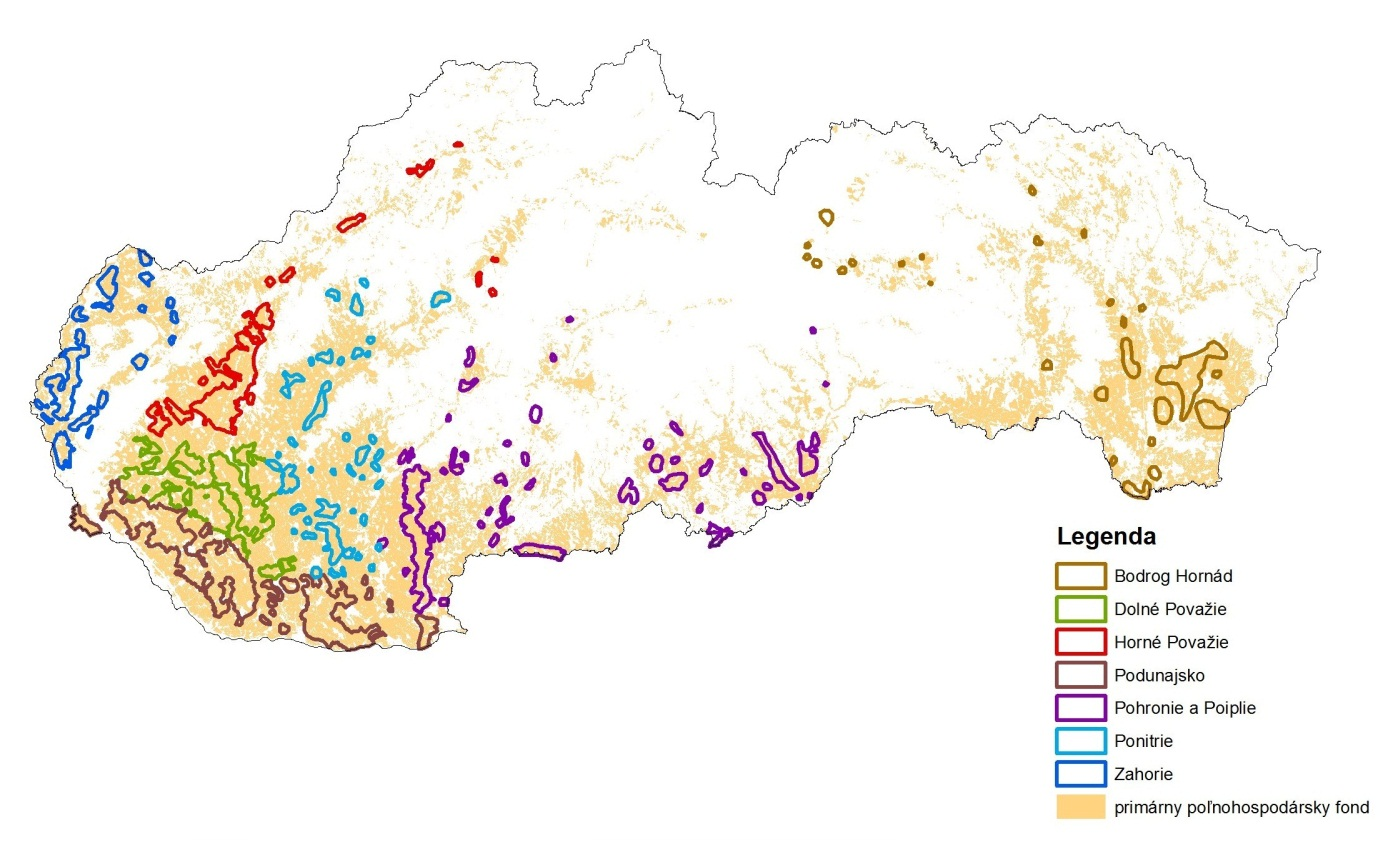 Legenda
Bodrog Hornád
Dolné Považie
Horné Považie
Podunajsko
Pohronie a Poiplie
Ponitrie
Zahorie
primárny poľnohospodársky fond